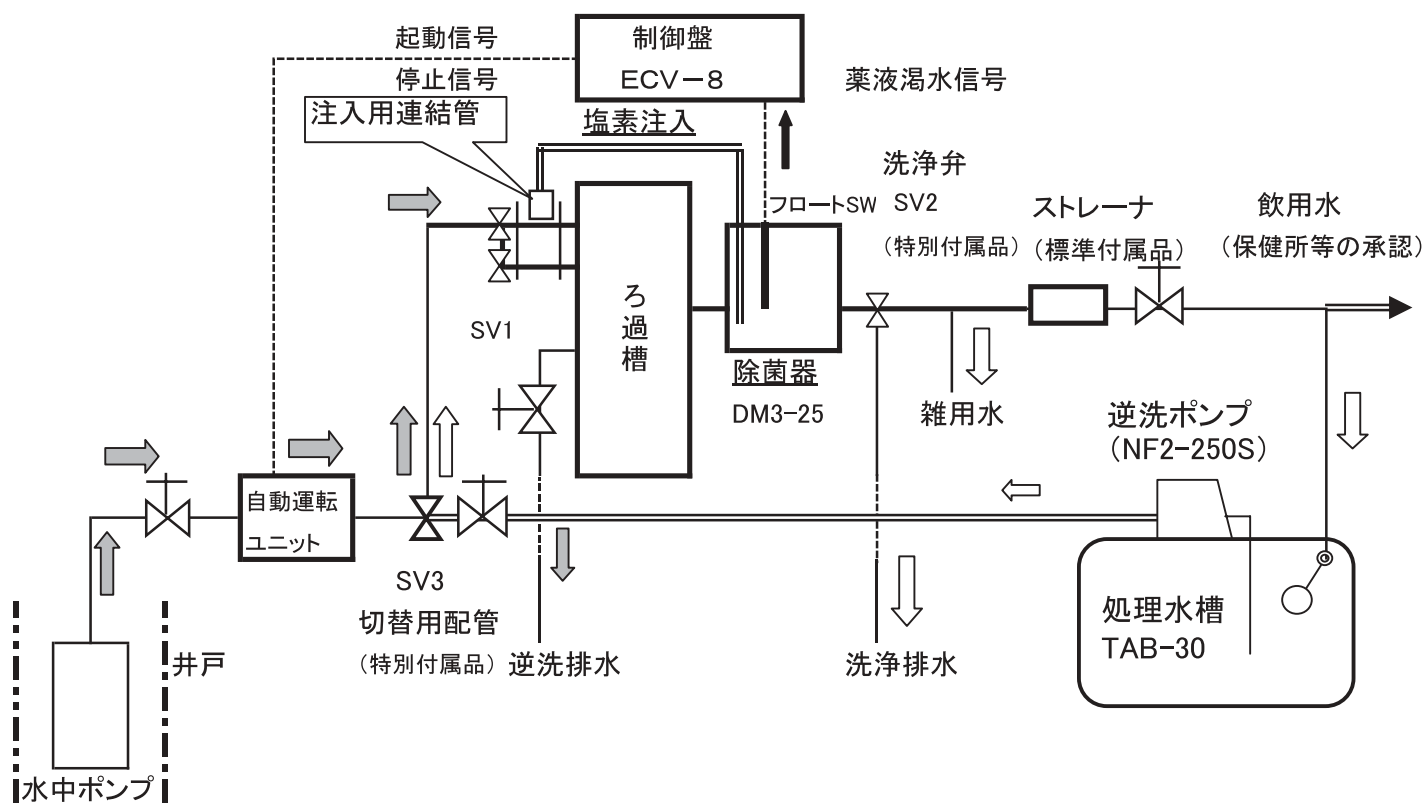 起動信号
停止信号
制御盤
ECV－8
薬液渇水信号
注入用連結管
塩素注入
洗浄弁
SV2
（特別付属品）
フロートSW
ストレーナ
（標準付属品）
飲用水
（保健所等の承認）
SV1
ろ過槽
除菌器
DM3-25
雑用水
逆洗ポンプ
（NF2-250S）
自動運転
ユニット
SV3
切替用配管
（特別付属品）
逆洗排水
洗浄排水
処理水槽
TAB-30
井戸
水中ポンプ